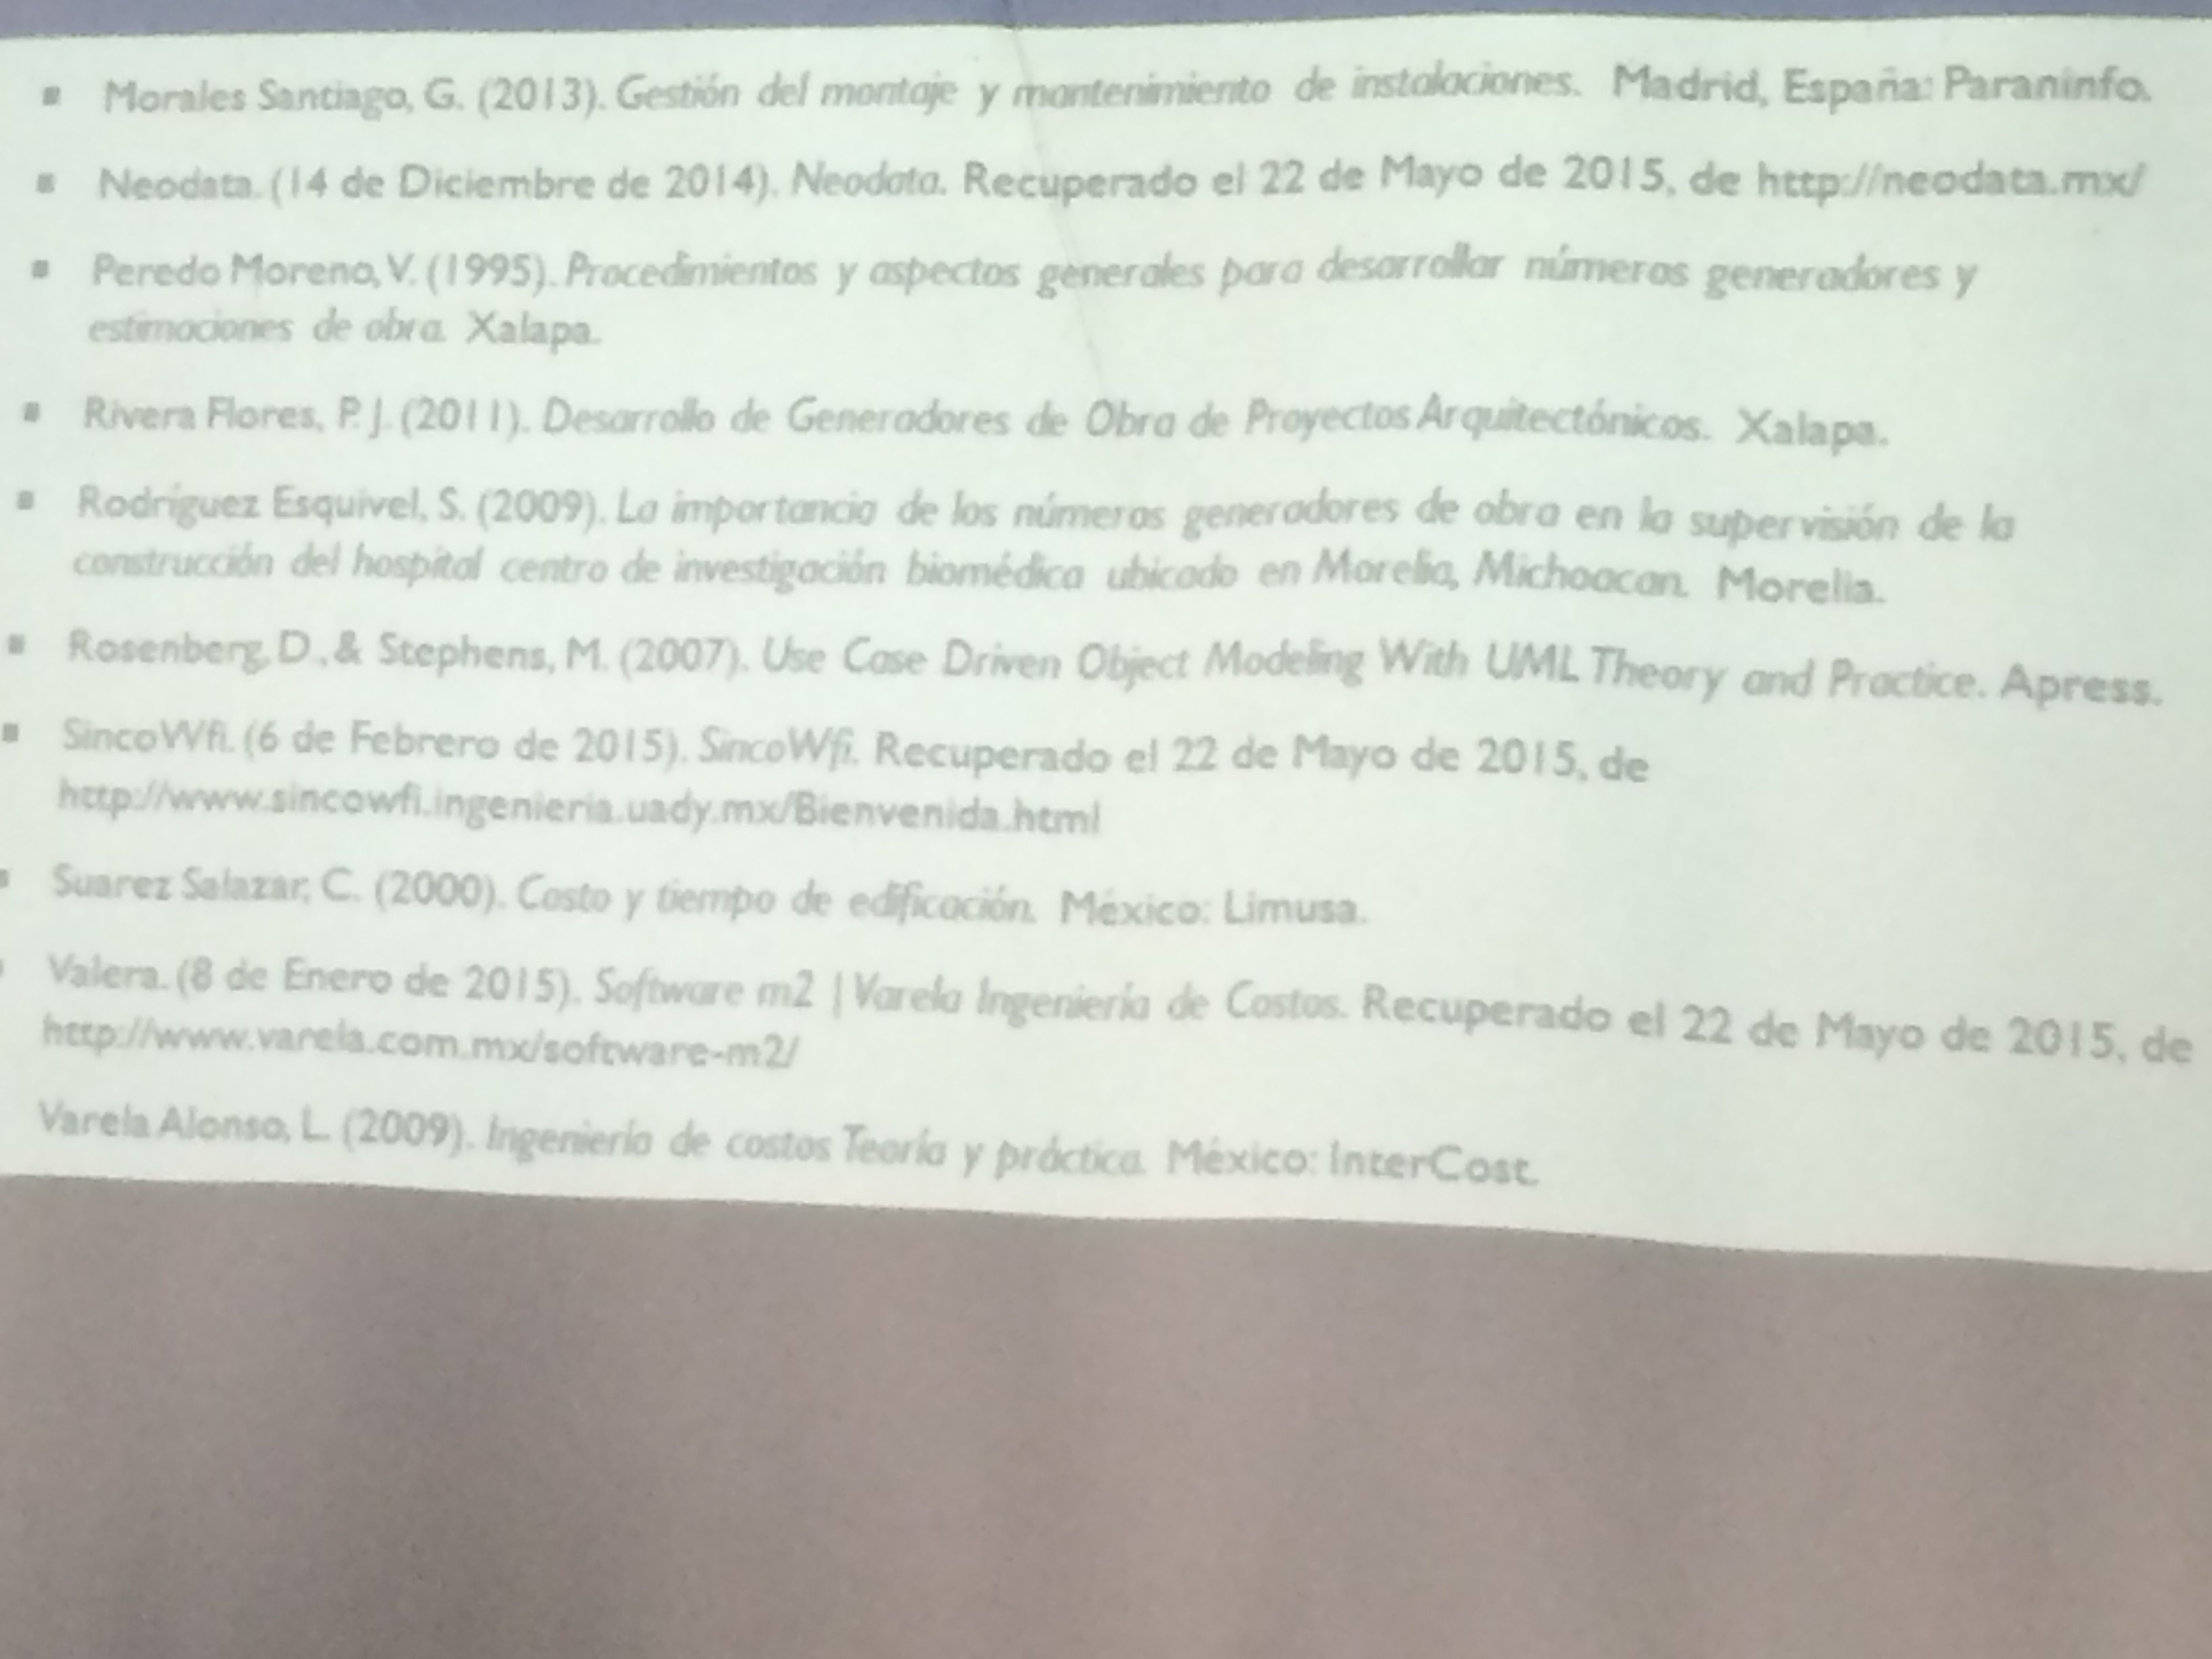 ▪ Morales Santiago, G. (2013). Gestión del montaje y mantenimiento de instalaciones. Madrid, España: Paraninfo.
▪ Neodata. (14 de Diciembre de 2014). Neodata. Recuperado el 22 de Mayo de 2015, de http://neodata.mx/
▪ Peredo Moreno, V. (1995). Procedimientos y aspectos generales para desarrollar números generadores y
estimaciones de obra. Xalapa.
▪ Rivera Flores, P. J. (2011). Desarrollo de Generadores de Obra de Proyectos Arquitectónicos. Xalapa.
▪ Rodríguez Esquivel, S. (2009). La importancia de los números generadores de obra en la supervisión de la
construcción del hospital centro de investigación biomédica ubicado en Morelia, Michoacan. Morelia.
▪ Rosenberg, D., & Stephens, M. (2007). Use Case Driven Object Modeling With UML Theory and Practice. Apress.
▪ SincoWfi. (6 de Febrero de 2015). SincoWfi. Recuperado el 22 de Mayo de 2015, de
http://www.sincowfi.ingenieria.uady.mx/Bienvenida.html
▪ Suarez Salazar, C. (2000). Costo y tiempo de edificación. México: Limusa.
▪ Valera. (8 de Enero de 2015). Software m2 | Varela Ingeniería de Costos. Recuperado el 22 de Mayo de 2015, de
http://www.varela.com.mx/software-m2/
Varela Alonso, L. (2009). Ingeniería de costos Teoría y práctica. México: InterCost.